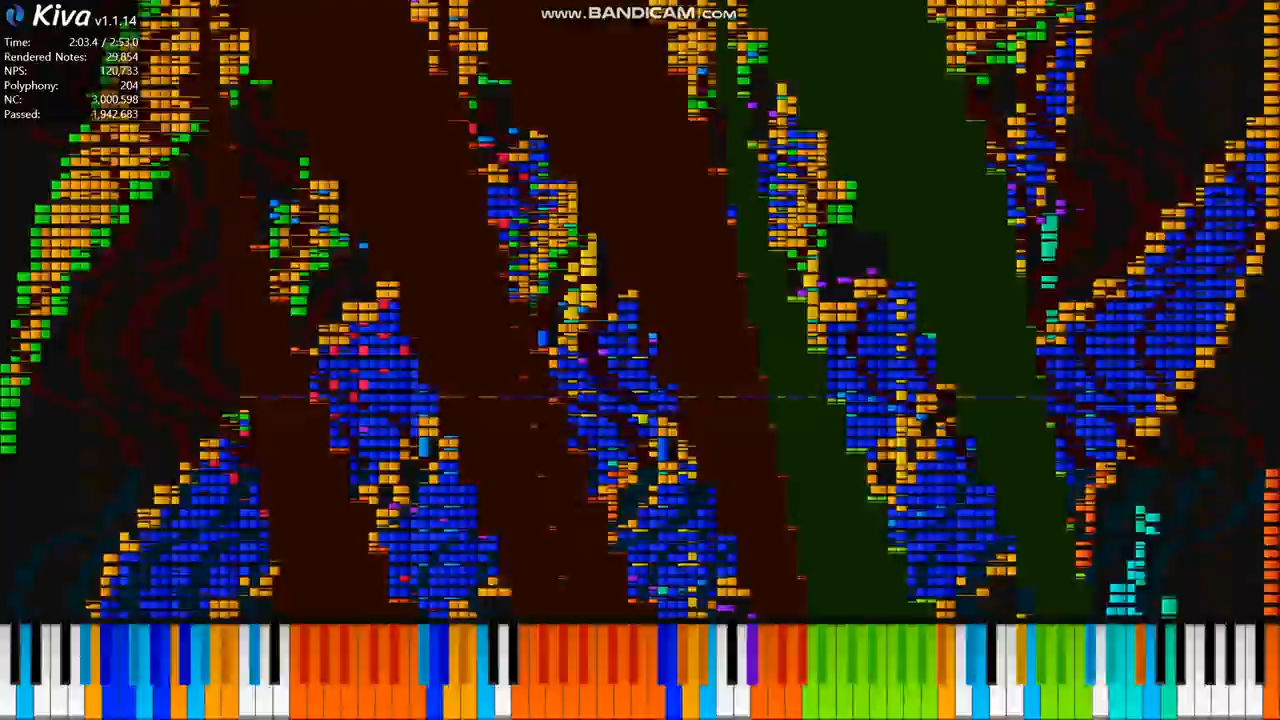 Kiva v1.1.14
www.BANDICAM.com
Time: 2:03.4 / 2:53.0
Rendered Notes: 29,854
NPS: 120,733
Polyphony: 204
NC: 3,000,598
Passed: 1,942,683